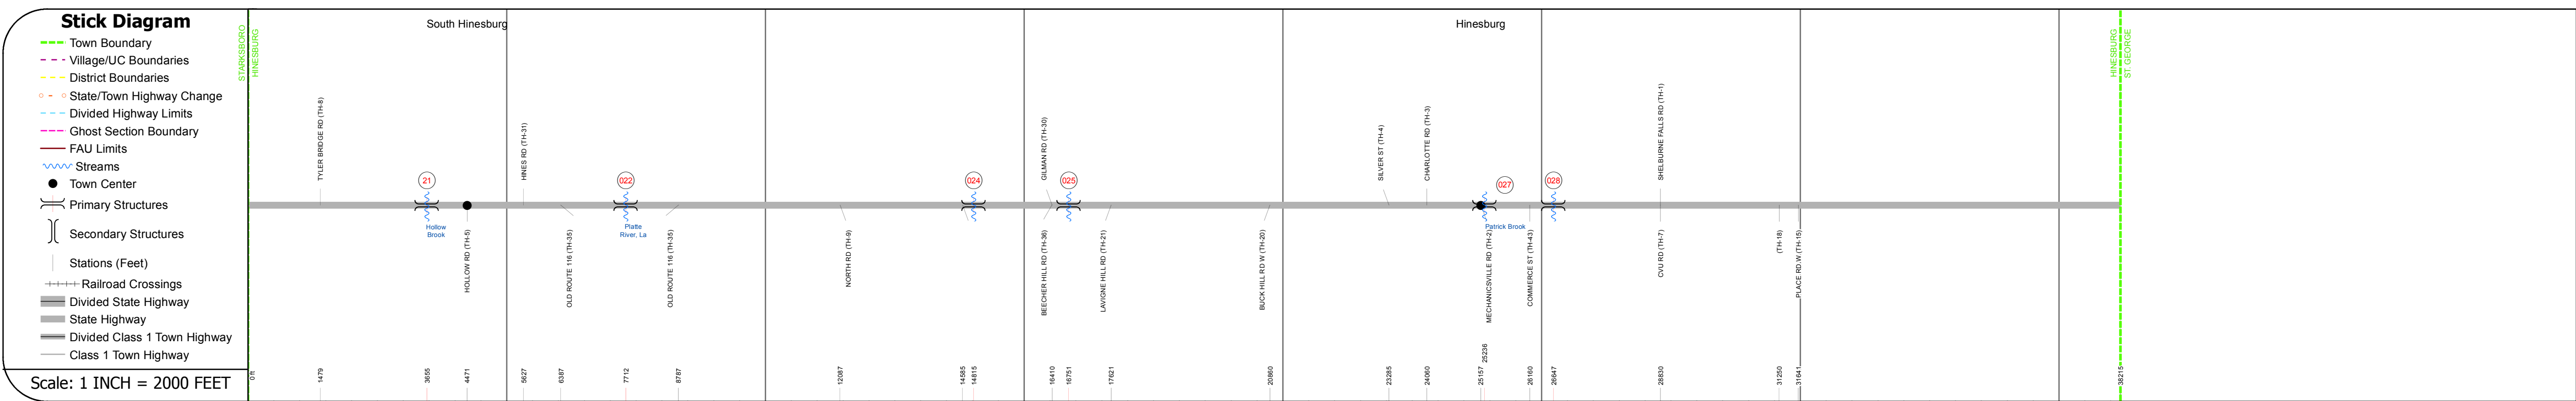 Stick Diagram
Town Boundary
Village/UC Boundaries
District Boundaries
State/Town Highway Change
Divided Highway Limits
Ghost Section Boundary
FAU Limits
Streams
Town Center
Primary Structures
Secondary Structures
Stations (Feet)
Railroad Crossings
Divided State Highway
State Highway
Divided Class 1 Town Highway
Class 1 Town Highway
Scale: 1 INCH = 2000 FEET
South Hinesburg
Hinesburg
STARKSBORO
HINESBURG
HINESBURG
ST. GEORGE
TYLER BRIDGE RD (TH-8)
HINES RD (TH-31)
GILMAN RD (TH-30)
SILVER ST (TH-4)
CHARLOTTE RD (TH-3)
SHELBURNE FALLS RD (TH-1)
21
022
024
025
027
028
Hollow
Brook
Platte
River, La
Patrick Brook
HOLLOW RD (TH-5)
OLD ROUTE 116 (TH-35)
OLD ROUTE 116 (TH-35)
NORTH RD (TH-9)
BEECHER HILL RD (TH-36)
LAVIGNE HILL RD (TH-21)
BUCK HILL RD W (TH-20)
MECHANICSVILLE RD (TH-2)
COMMERCE ST (TH-43)
CVU RD (TH-7)
(TH-18)
PLACE RD.W (TH-15)
0 ft
1479
3655
4471
5627
6387
7712
8787
12087
14585
14815
16410
16751
17621
20860
23285
24060
25157
25236
26160
26647
28830
31250
31641
38215